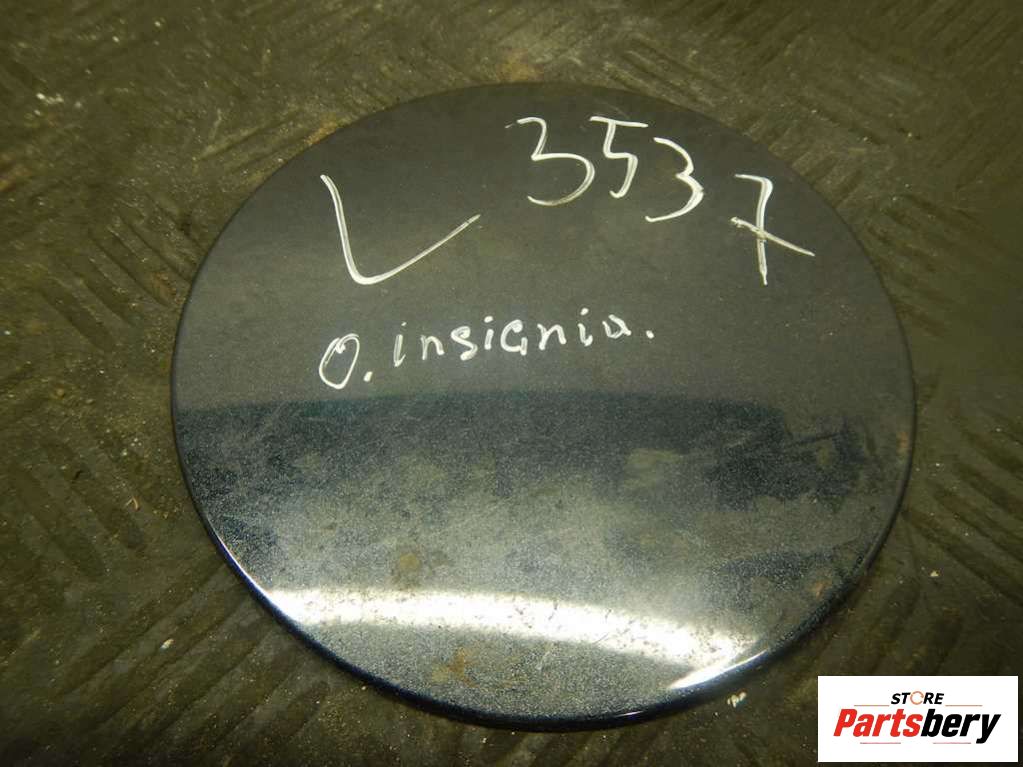 L 3537
O. insignia.
STORE
Partsbery